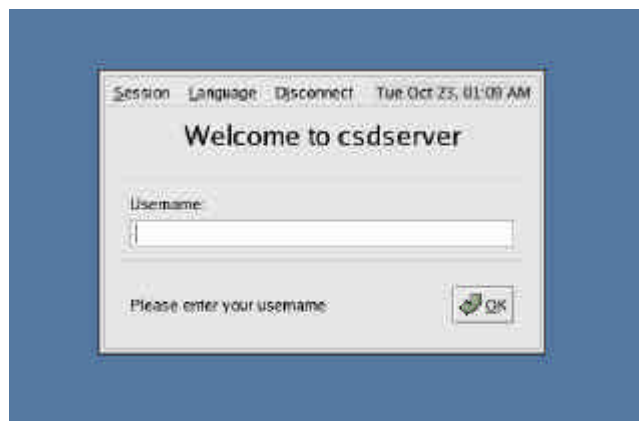 Session Language Disconnect Tue Oct 23, 01:09 AM
Welcome to csdserver
Username:
Please enter your username
OK